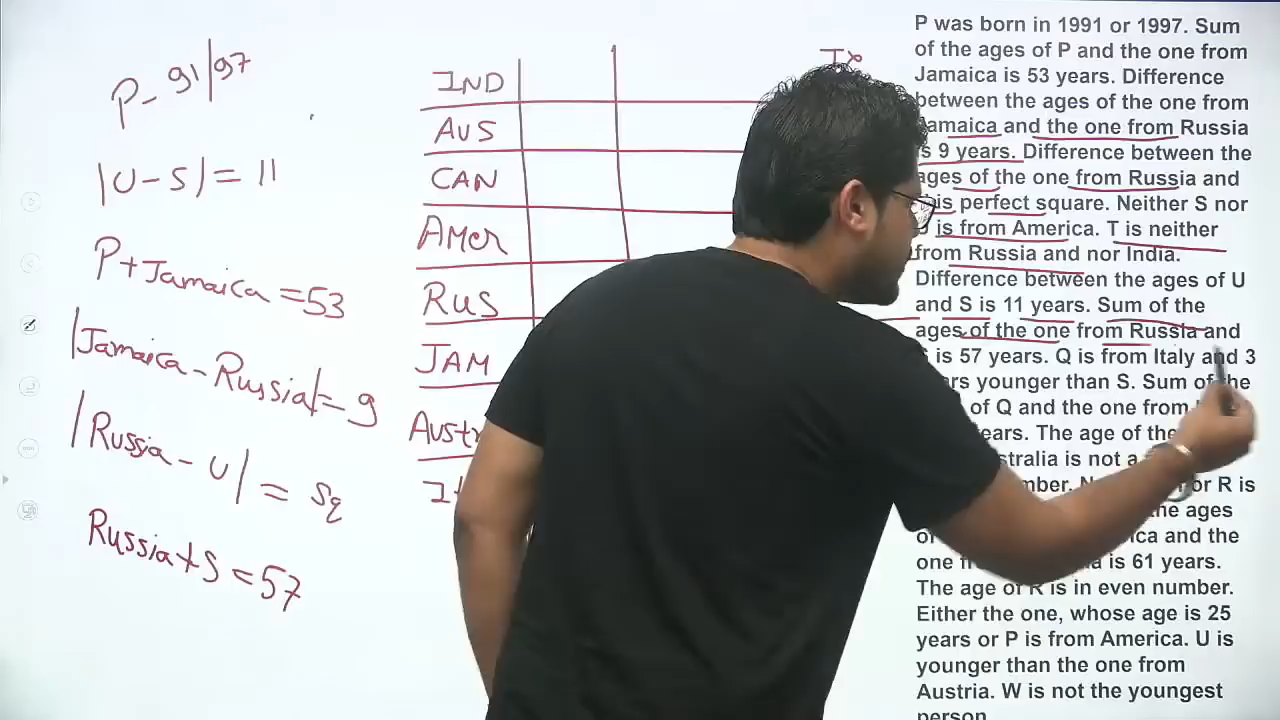 P- 91/97
|U-S| = 11
P+Jamaica = 53
|Jamaica - Russia| = 9
|Russia - U| = sq
Russia + S = 57
IND
AUS
CAN
AMer
RUS
JAM
Aust
It
P was born in 1991 or 1997. Sum
of the ages of P and the one from
Jamaica is 53 years. Difference
between the ages of the one from
Jamaica and the one from Russia
is 9 years. Difference between the
ages of the one from Russia and
is perfect square. Neither S nor
is from America. T is neither
from Russia and nor India.
Difference between the ages of U
and S is 11 years. Sum of the
ages of the one from Russia and
is 57 years. Q is from Italy and 3
younger than S. Sum of the
of Q and the one from
years. The age of the
is not a
or R is
the ages
and the
one is 61 years.
The age of R is in even number.
Either the one, whose age is 25
years or P is from America. U is
younger than the one from
Austria. W is not the youngest
person.